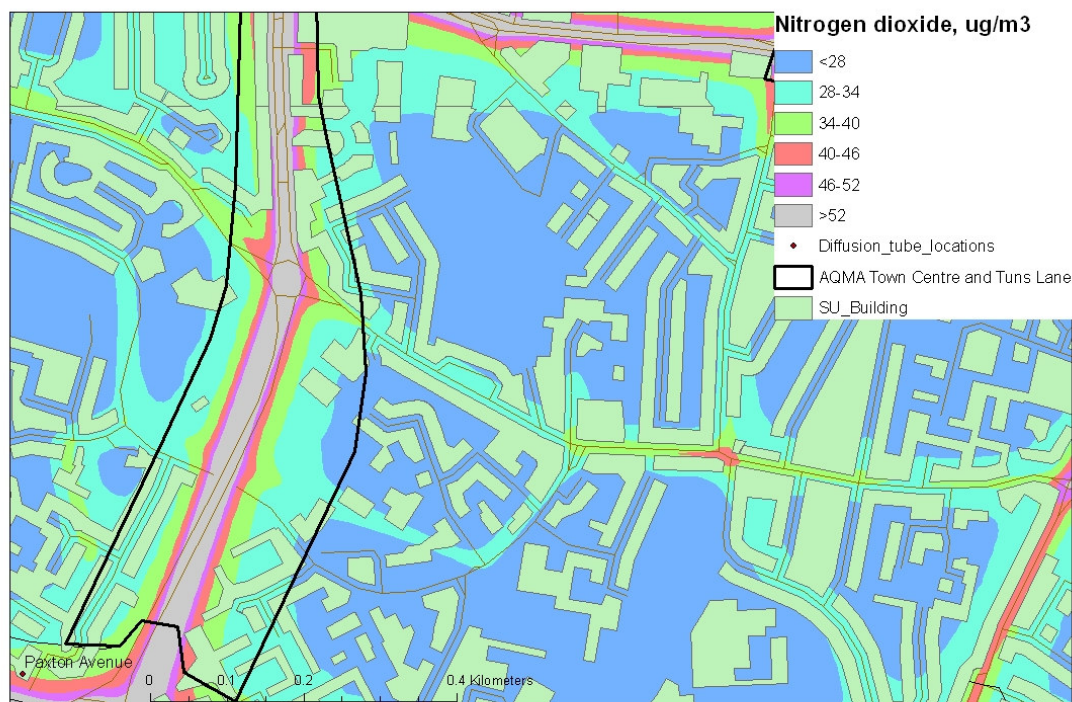 Nitrogen dioxide, ug/m3
<28
28-34
34-40
40-46
46-52
>52
Diffusion_tube_locations
AQMA Town Centre and Tuns Lane
SU_Building
Paxton Avenue
0 0.1 0.2 0.4 Kilometers